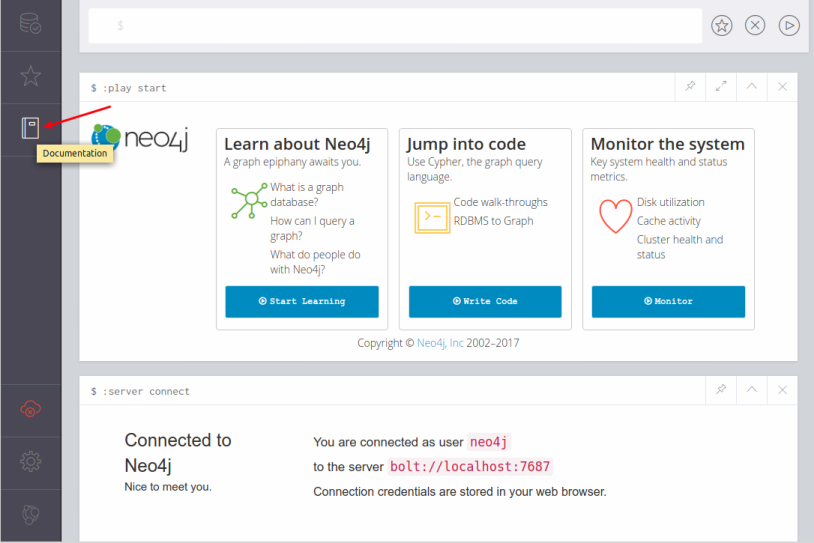 $
$ :play start
Documentation
neo4j
Learn about Neo4j
A graph epiphany awaits you.
What is a graph
database?
How can I query a
graph?
What do people do
with Neo4j?
Start Learning
Jump into code
Use Cypher, the graph query
language.
Code walk-throughs
RDBMS to Graph
Write Code
Monitor the system
Key system health and status
metrics.
Disk utilization
Cache activity
Cluster health and
status
Monitor
Copyright © Neo4j, Inc 2002–2017
$ :server connect
Connected to
Neo4j
Nice to meet you.
You are connected as user neo4j
to the server bolt://localhost:7687
Connection credentials are stored in your web browser.